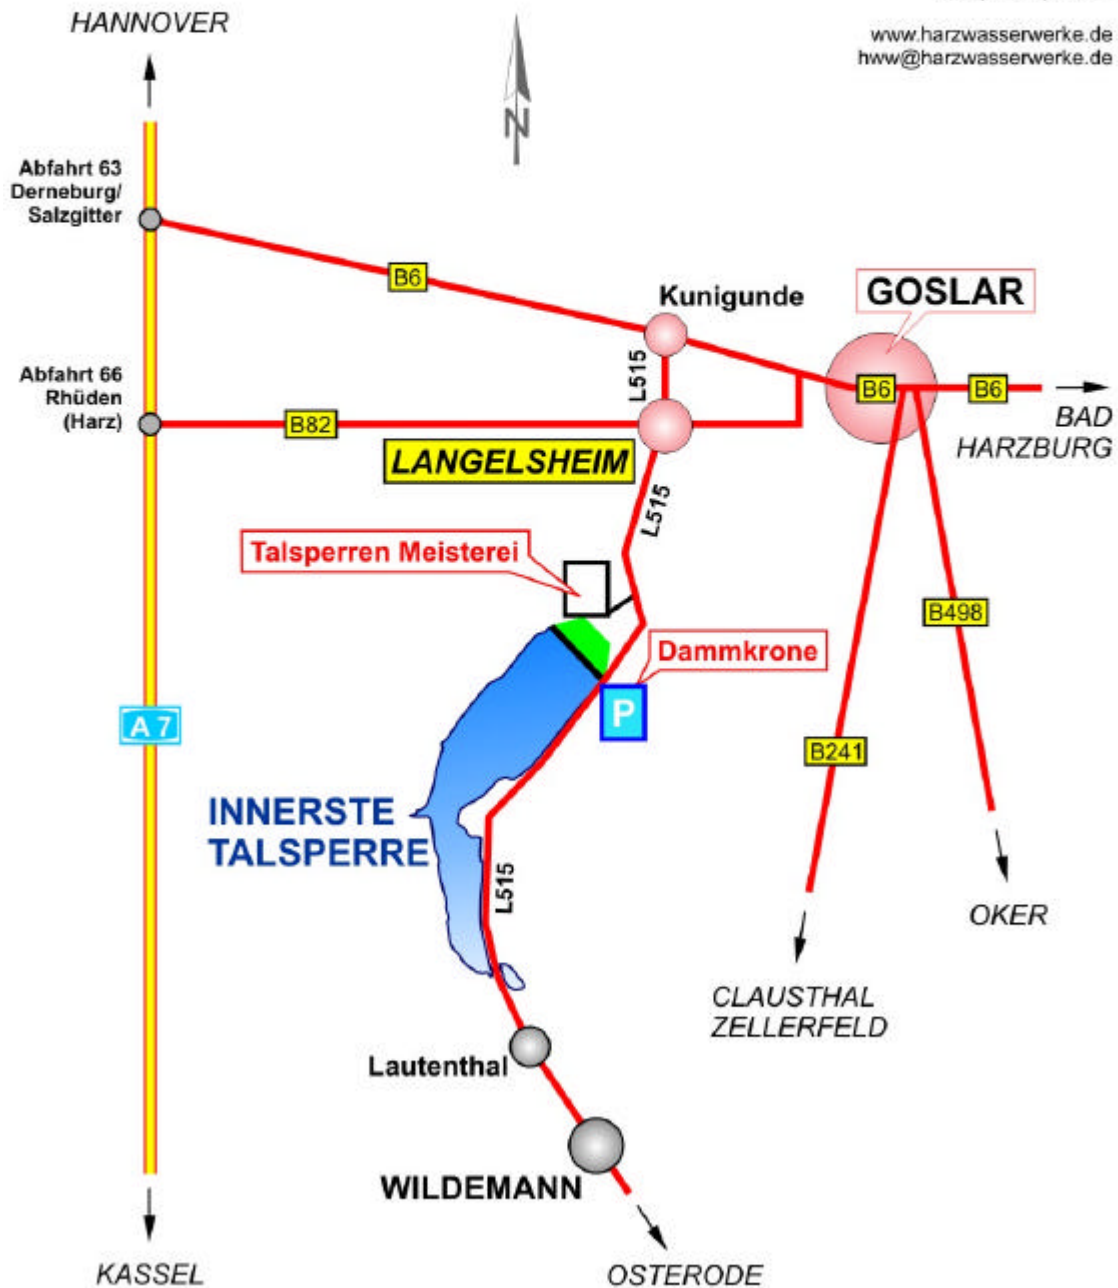 HANNOVER
www.harzwasserwerke.de
hww@harzwasserwerke.de
N
Abfahrt 63
Derneburg/
Salzgitter
B6
Kunigunde
GOSLAR
Abfahrt 66
Rhüden
(Harz)
B82
L515
B6
B6
BAD
HARZBURG
LANGELSHEIM
L515
Talsperren Meisterei
B498
Dammkrone
P
A 7
B241
INNERSTE
TALSPERRE
L515
OKER
CLAUSTHAL
ZELLERFELD
Lautenthal
WILDEMANN
KASSEL
OSTERODE